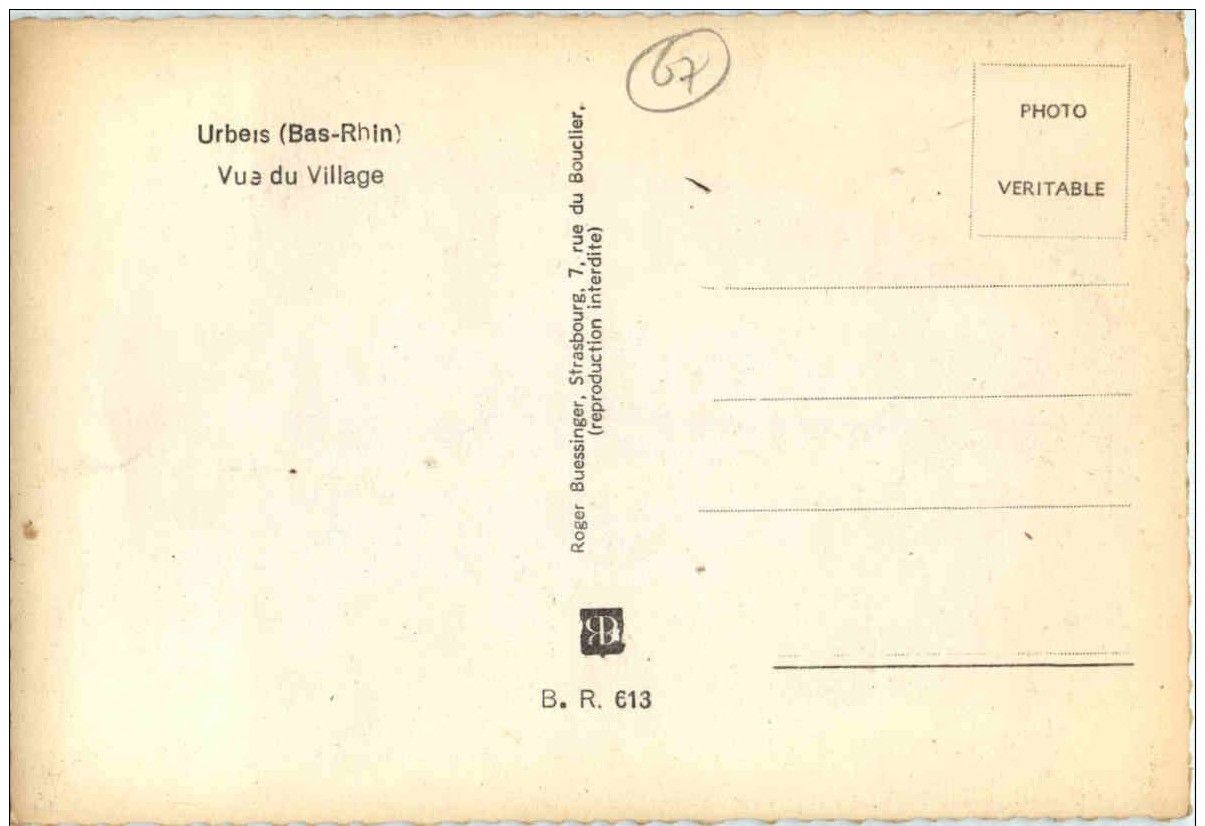 Urbeis (Bas-Rhin)
Vue du Village
67
Roger Buessinger, Strasbourg, 7, rue du Bouclier,
(reproduction interdite)
PHOTO
VERITABLE
B. R. 613